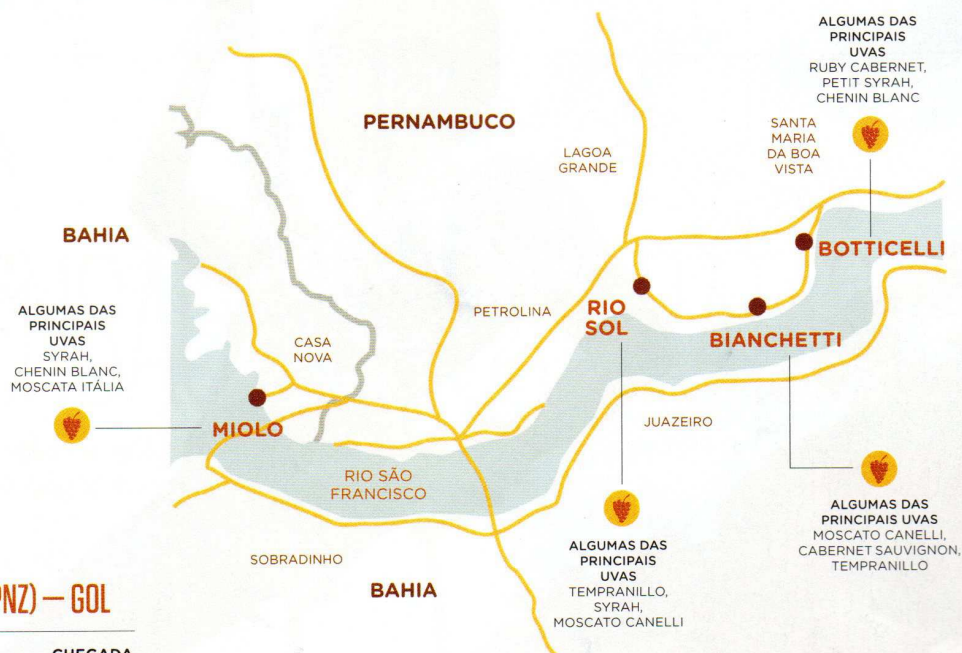 ALGUMAS DAS
PRINCIPAIS
UVAS
RUBY CABERNET,
PETIT SYRAH,
CHENIN BLANC
PERNAMBUCO
LAGOA
GRANDE
SANTA
MARIA
DA BOA
VISTA
BAHIA
BOTTICELLI
ALGUMAS DAS
PRINCIPAIS
UVAS
SYRAH,
CHENIN BLANC,
MOSCATA ITÁLIA
CASA
NOVA
PETROLINA
RIO
SOL
BIANCHETTI
MIOLO
JUAZEIRO
RIO SÃO
FRANCISCO
SOBRADINHO
BAHIA
ALGUMAS DAS
PRINCIPAIS
UVAS
TEMPRANILLO,
SYRAH,
MOSCATO CANELLI
ALGUMAS DAS
PRINCIPAIS UVAS
MOSCATO CANELLI,
CABERNET SAUVIGNON,
TEMPRANILLO
NZ) — GOL
CHEGADA